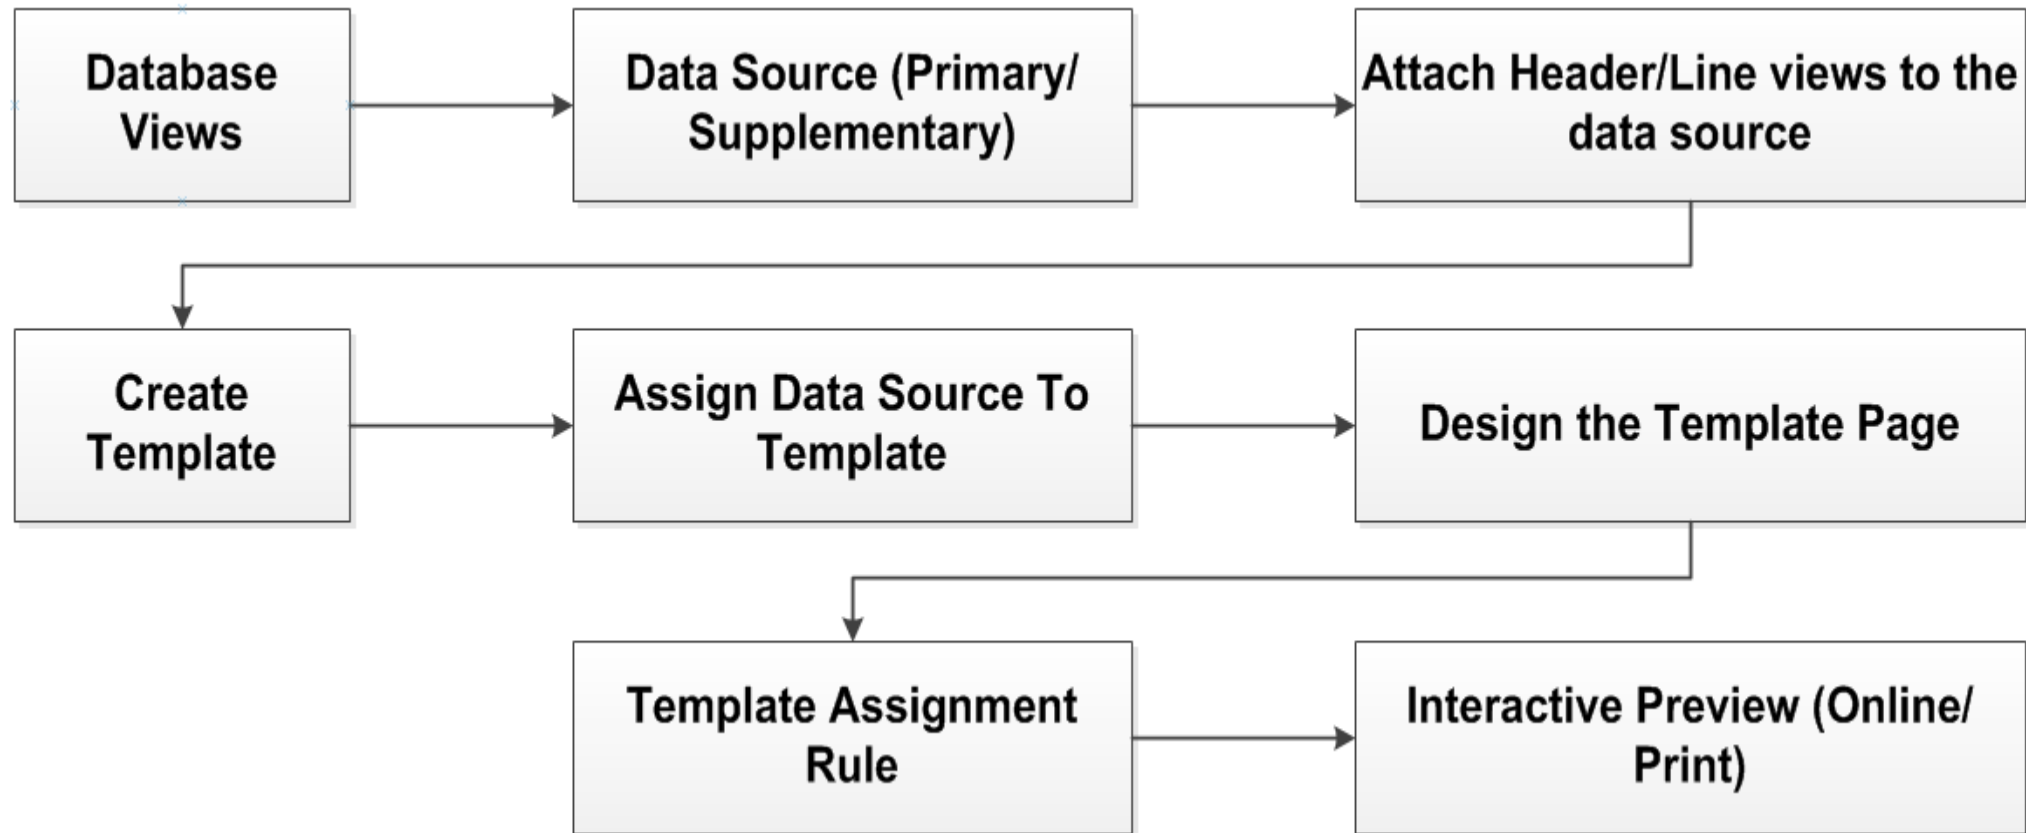 Database
Views
Data Source (Primary/
Supplementary)
Attach Header/Line views to the
data source
Create
Template
Assign Data Source To
Template
Design the Template Page
Template Assignment
Rule
Interactive Preview (Online/
Print)